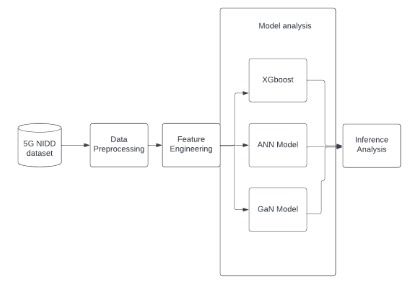 Model analysis
XGboost
5G NIDD
dataset
Data
Preprocessing
Feature
Engineering
ANN Model
Inference
Analysis
GaN Model